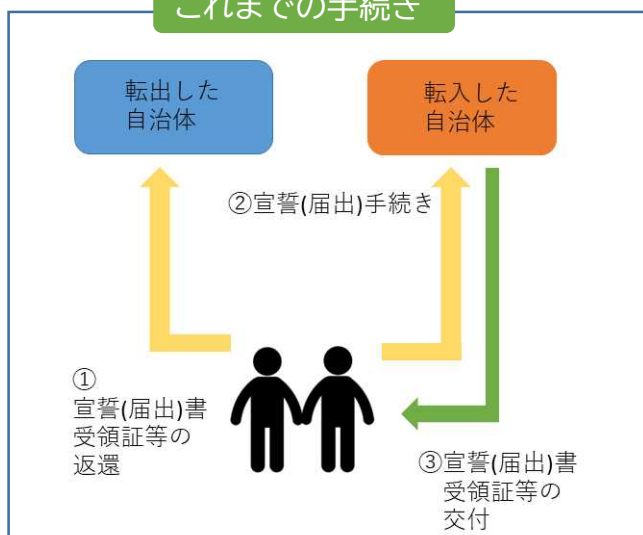 これまでの手続き
転出した
自治体
転入した
自治体
②宣誓(届出)手続き
①
宣誓(届出)書
受領証等の
返還
③宣誓(届出)書
受領証等の
交付